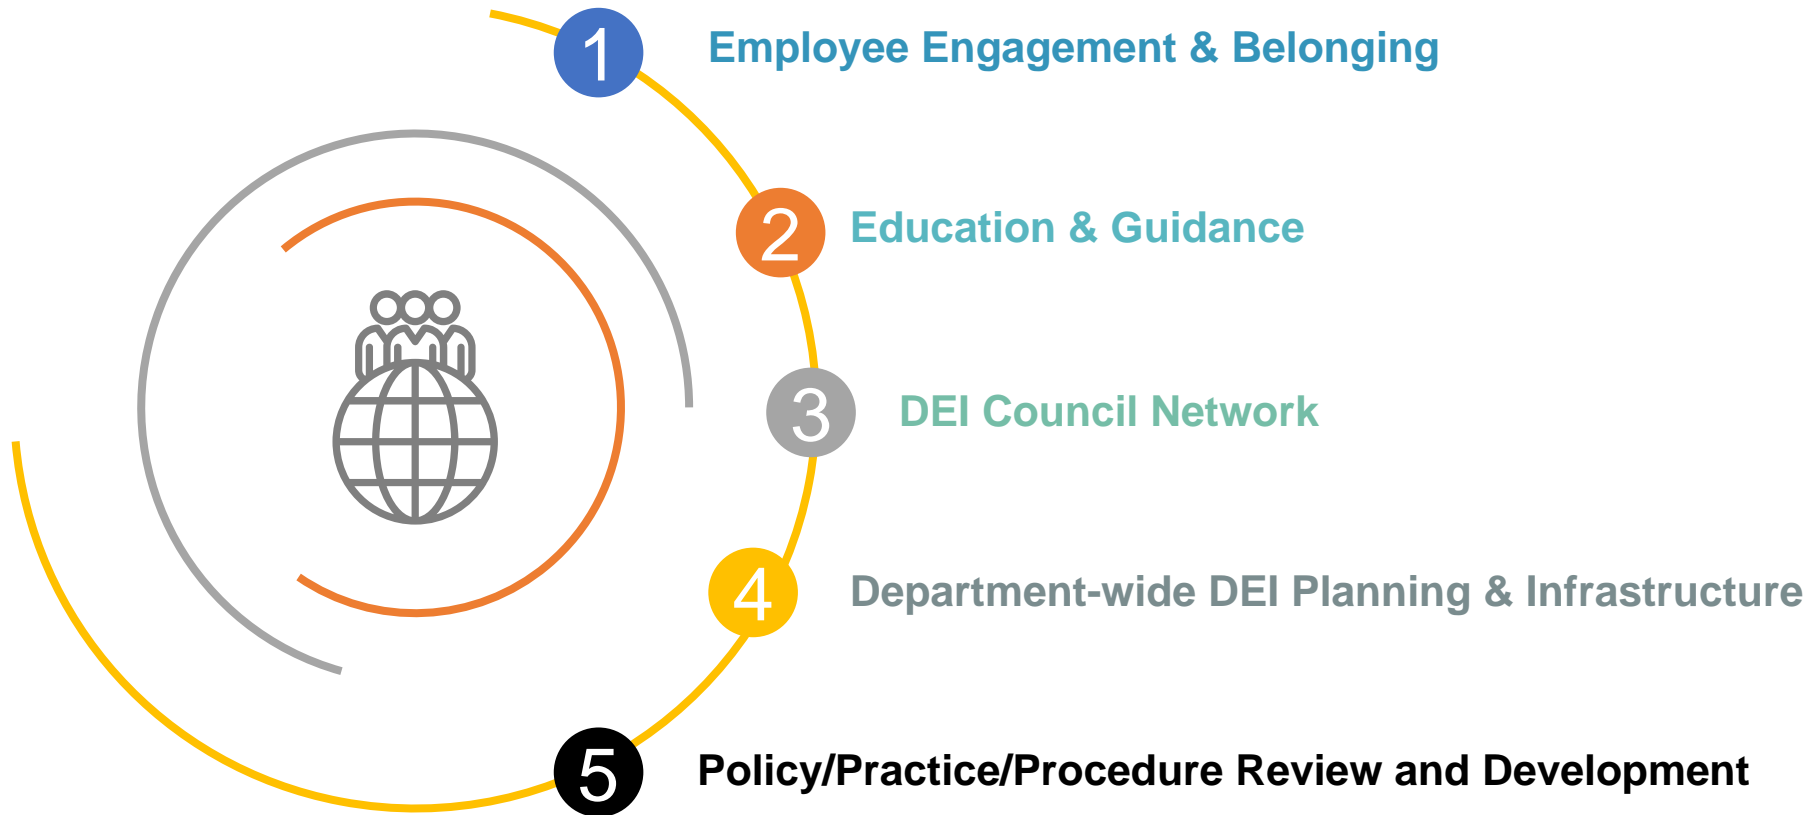 1 Employee Engagement & Belonging
2 Education & Guidance
3 DEI Council Network
4 Department-wide DEI Planning & Infrastructure
5 Policy/Practice/Procedure Review and Development